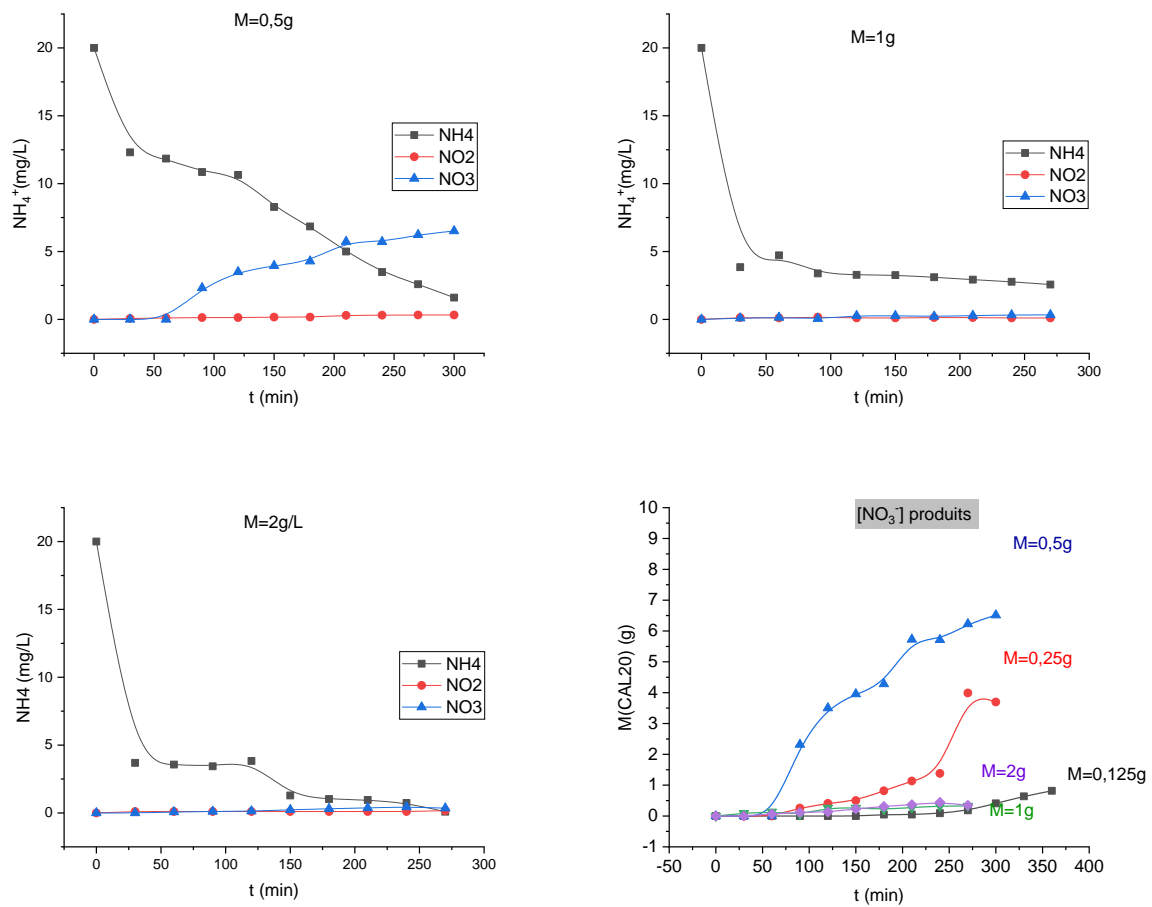 M=0,5g
NH₄⁺(mg/L)
20
15
10
5
0
NH4
NO2
NO3
0 50 100 150 200 250 300
t (min)
M=1g
NH₄⁺(mg/L)
20
15
10
5
0
NH4
NO2
NO3
0 50 100 150 200 250 300
t (min)
M=2g/L
NH4 (mg/L)
20
15
10
5
0
NH4
NO2
NO3
0 50 100 150 200 250 300
t (min)
[NO₃⁻] produits
M(CAL20) (g)
10
9
8
7
6
5
4
3
2
1
0
-1
M=0,5g
M=0,25g
M=2g
M=0,125g
M=1g
-50 0 50 100 150 200 250 300 350 400
t (min)